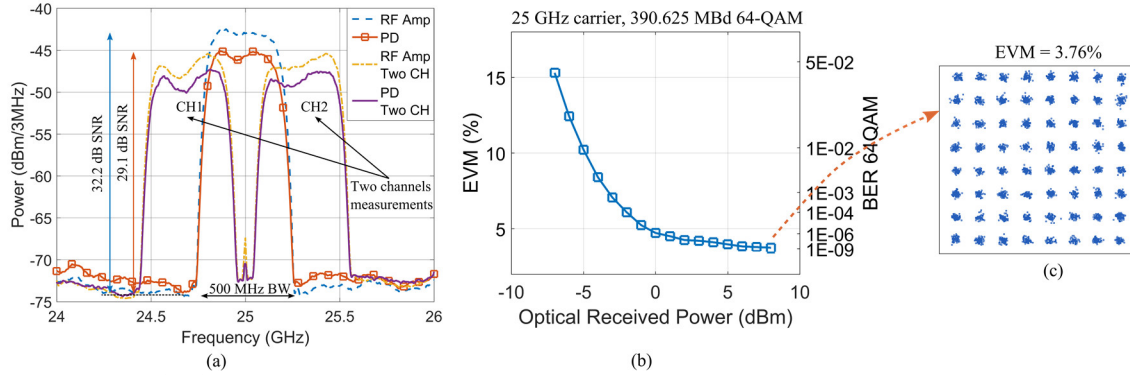 -40
-45
-50
-55
-60
-65
-70
-75
24
24.5
25
25.5
26
Power (dBm/3MHz)
Frequency (GHz)
32.2 dB SNR
29.1 dB SNR
CH1
CH2
Two channels
measurements
500 MHz BW
RF Amp
PD
RF Amp
Two CH
PD
Two CH
(a)
25 GHz carrier, 390.625 MBd 64-QAM
15
10
5
EVM (%)
-10
-5
0
5
10
Optical Received Power (dBm)
5E-02
1E-02
1E-03
1E-04
1E-06
1E-09
BER 64QAM
(b)
EVM = 3.76%
(c)